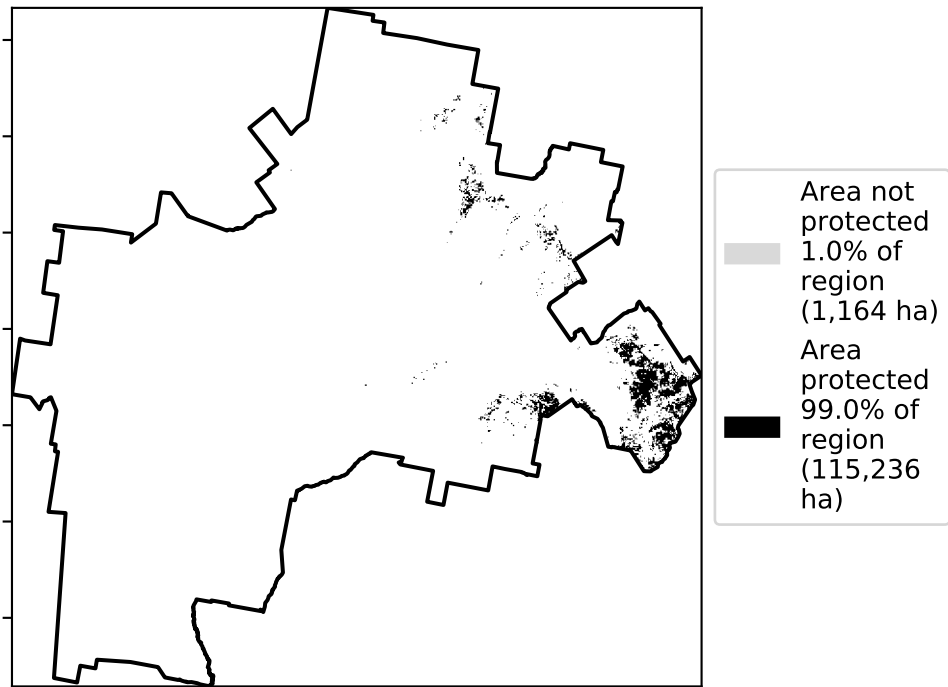 Area not
protected
1.0% of
region
(1,164 ha)
Area
protected
99.0% of
region
(115,236
ha)